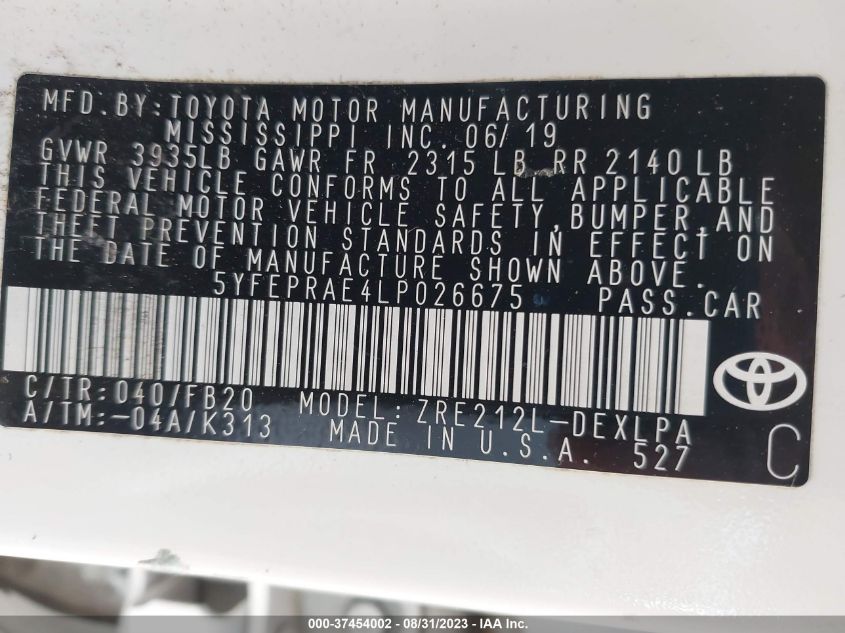 MFD.BY:TOYOTA MOTOR MANUFACTURING
MISSISSIPPI INC. 06/19
GVWR 3935LB GAWR FR 2315 LB RR 2140 LB
THIS VEHICLE CONFORMS TO ALL APPLICABLE
FEDERAL MOTOR VEHICLE SAFETY,BUMPER,AND
THEFT PREVENTION STANDARDS IN EFFECT ON
THE DATE OF MANUFACTURE SHOWN ABOVE.
5YFEPRAE4LP026675 PASS.CAR
C/TR:040/FB20 MODEL:ZRE212L-DEXLPA
A/TM:-04A/K313 MADE IN U.S.A. 527
C
000-37454002 - 08/31/2023 - © IAA Inc.